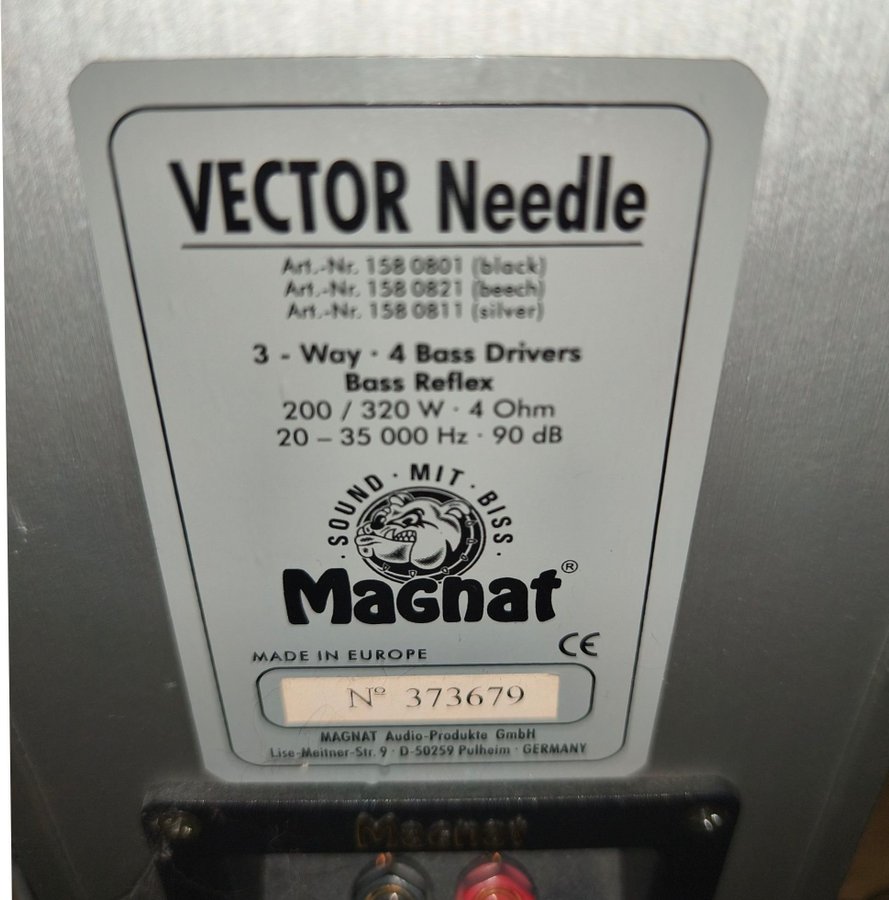 VECTOR Needle
Art.-Nr. 158 0801 (black)
Art.-Nr. 158 0821 (beech)
Art.-Nr. 158 0811 (silver)
3 - Way · 4 Bass Drivers
Bass Reflex
200 / 320 W · 4 Ohm
20 – 35 000 Hz · 90 dB
· SOUND · MIT · BISS ·
Magnat®
MADE IN EUROPE CE
Nº 373679
MAGNAT Audio-Produkte GmbH
Lise-Meitner-Str. 9 · D-50259 Pulheim · GERMANY
Magnat